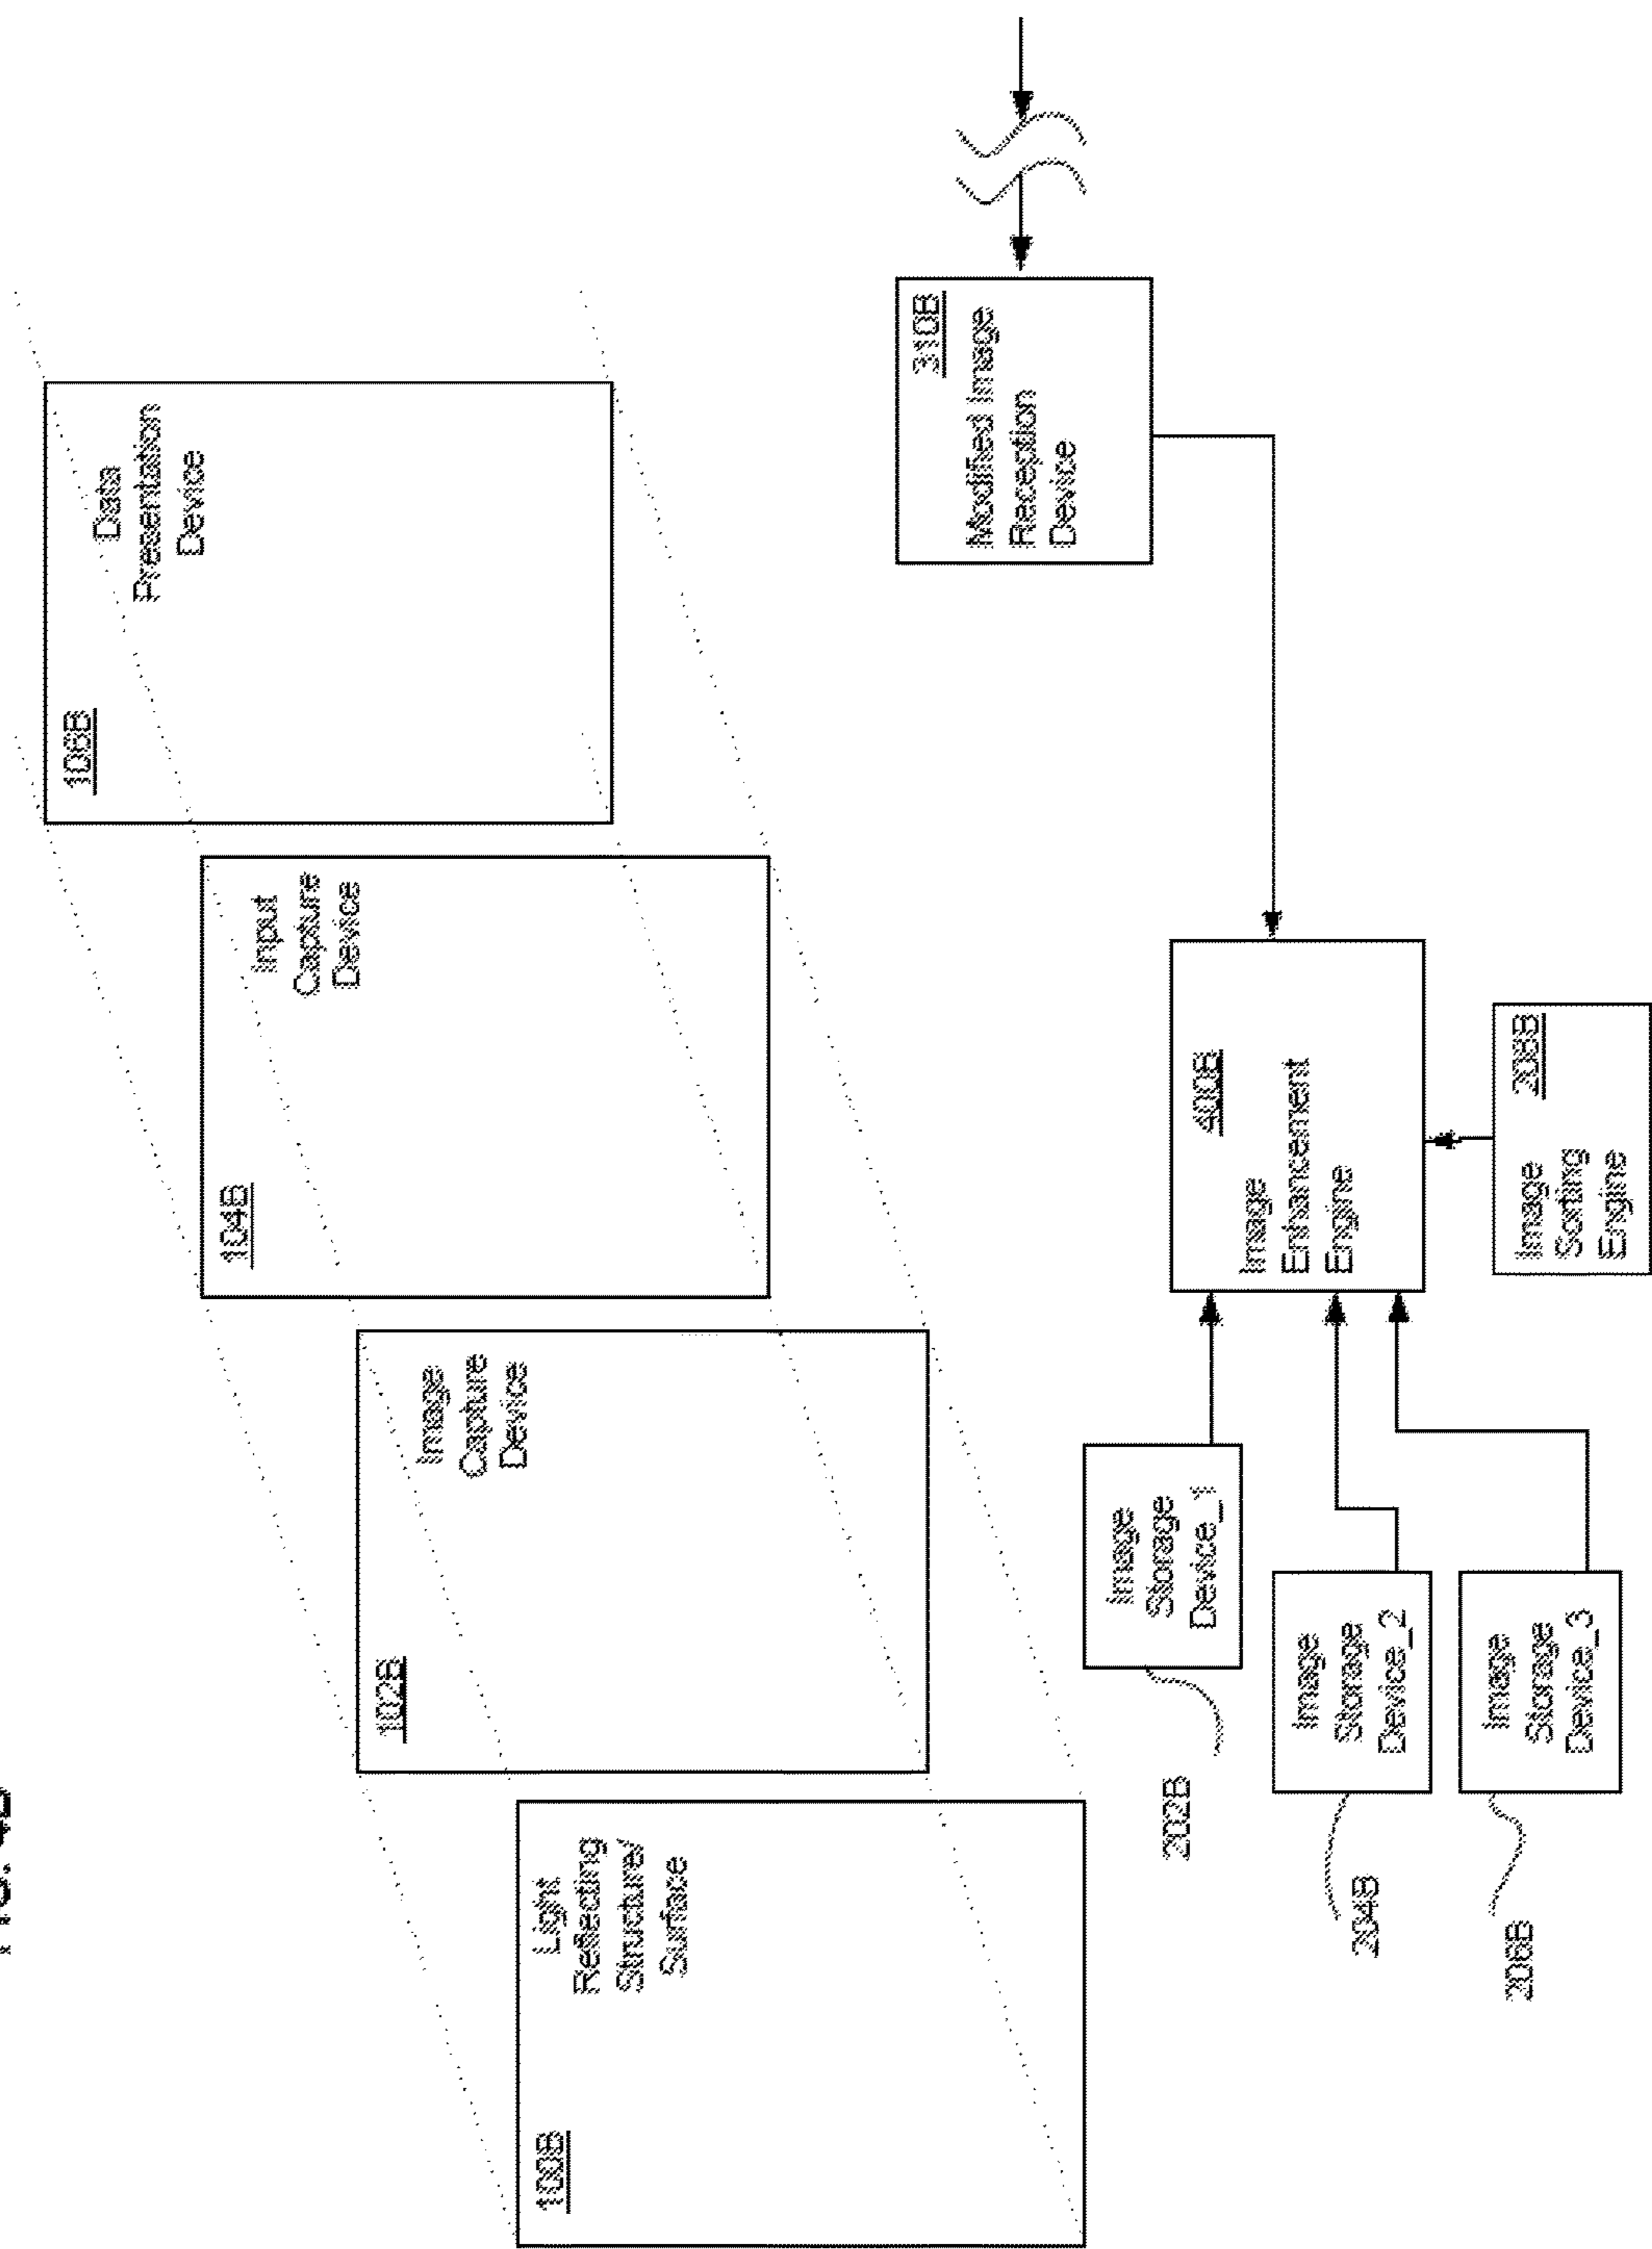 100B
Light
Reflecting
Structure/
Surface
102B
Image
Capture
Device
104B
Input
Capture
Device
106B
Data
Presentation
Device
310B
Modified Image
Reception
Device
400B
Image
Enhancement
Engine
208B
Image
Sorting
Engine
Image
Storage
Device_1
202B
Image
Storage
Device_2
204B
Image
Storage
Device_3
206B